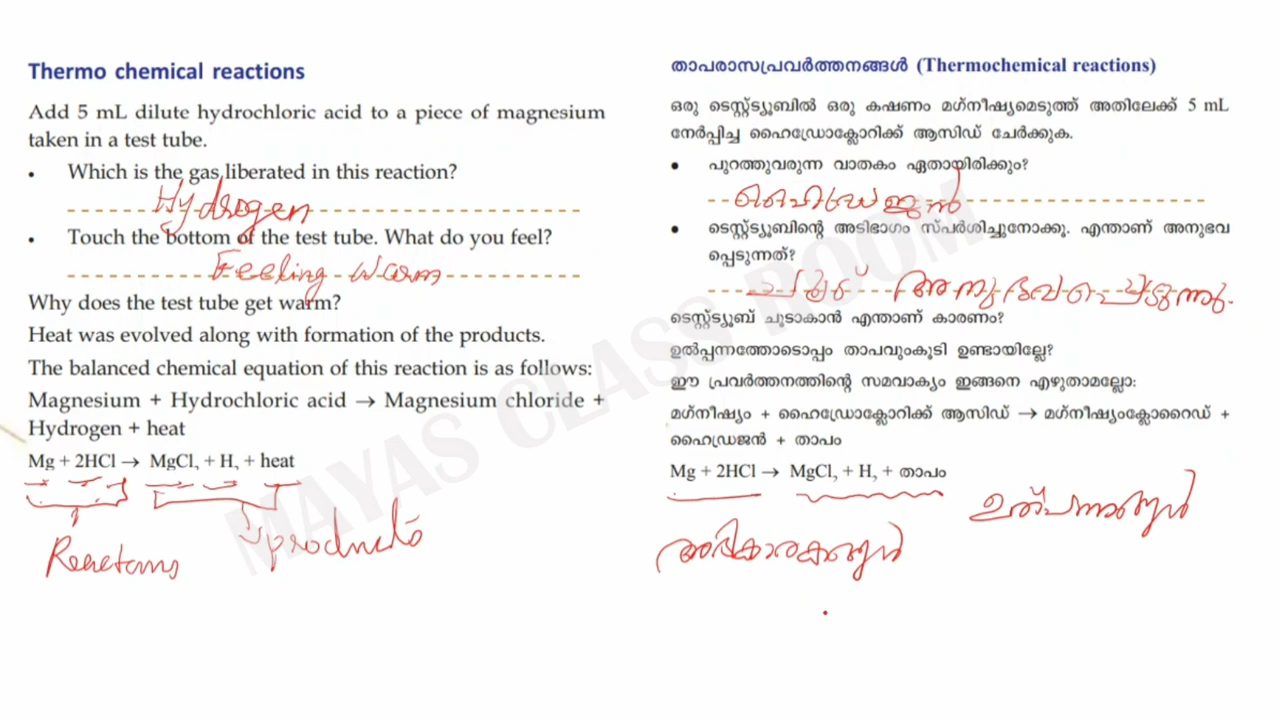 Thermo chemical reactions
Add 5 mL dilute hydrochloric acid to a piece of magnesium
taken in a test tube.
• Which is the gas liberated in this reaction?
Hydrogen
• Touch the bottom of the test tube. What do you feel?
Feeling warm
Why does the test tube get warm?
Heat was evolved along with formation of the products.
The balanced chemical equation of this reaction is as follows:
Magnesium + Hydrochloric acid → Magnesium chloride +
Hydrogen + heat
Mg + 2HCl → MgCl₂ + H₂ + heat
products
താപരാസപ്രവർത്തനങ്ങൾ (Thermochemical reactions)
ഒരു ടെസ്റ്റ്ട്യൂബിൽ ഒരു കഷണം മഗ്നീഷ്യമെടുത്ത് അതിലേക്ക് 5 mL
നേർപ്പിച്ച ഹൈഡ്രോക്ലോറിക്ക് ആസിഡ് ചേർക്കുക.
• പുറത്തുവരുന്ന വാതകം ഏതായിരിക്കും?
ഹൈഡ്രജൻ
• ടെസ്റ്റ്ട്യൂബിന്റെ അടിഭാഗം സ്പർശിച്ചുനോക്കൂ. എന്താണ് അനുഭവ
പ്പെടുന്നത്?
ചൂട് അനുഭവപ്പെടുന്നു.
ടെസ്റ്റ്ട്യൂബ് ചൂടാകാൻ എന്താണ് കാരണം?
ഉൽപ്പന്നത്തോടൊപ്പം താപവുംകൂടി ഉണ്ടായില്ലേ?
ഈ പ്രവർത്തനത്തിന്റെ സമവാക്യം ഇങ്ങനെ എഴുതാമല്ലോ:
മഗ്നീഷ്യം + ഹൈഡ്രോക്ലോറിക്ക് ആസിഡ് → മഗ്നീഷ്യംക്ലോറൈഡ് +
ഹൈഡ്രജൻ + താപം
Mg + 2HCl → MgCl₂ + H₂ + താപം
ഉത്പന്നങ്ങൾ
അഭികാരകങ്ങൾ
MAYAS CLASS ROOM